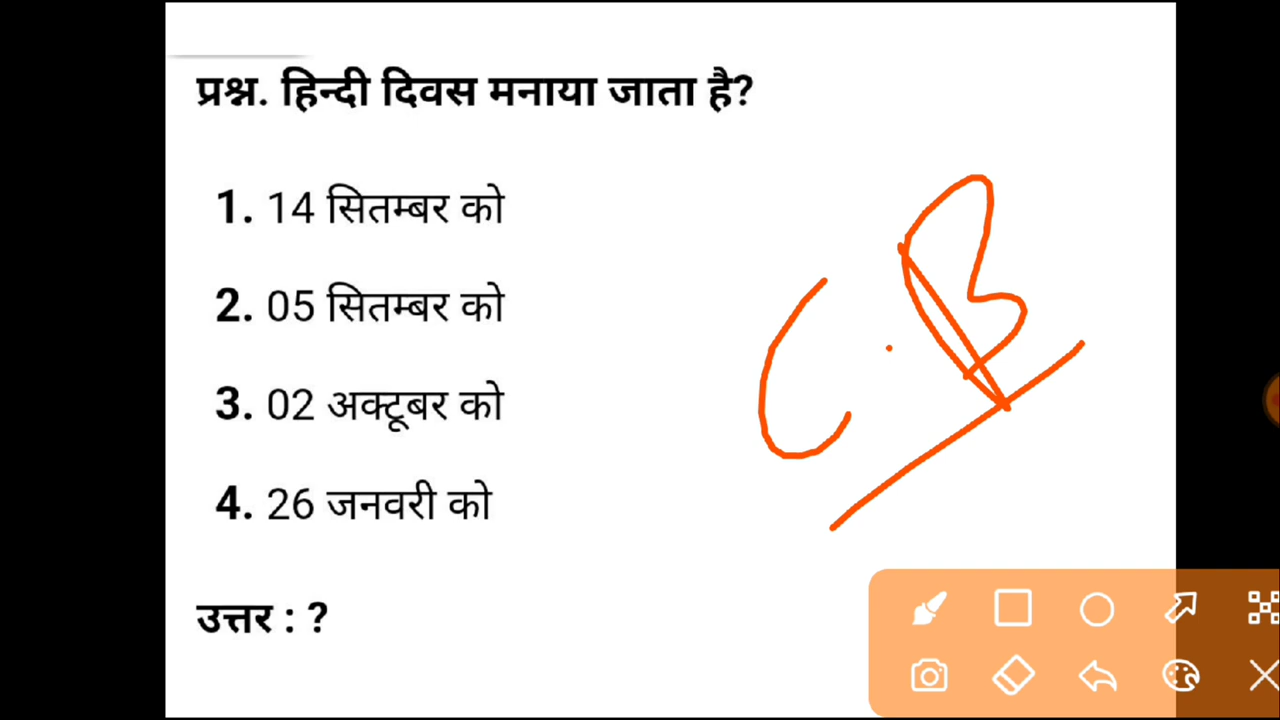 प्रश्न. हिन्दी दिवस मनाया जाता है?
1. 14 सितम्बर को
2. 05 सितम्बर को
3. 02 अक्टूबर को
4. 26 जनवरी को
C.B
उत्तर : ?